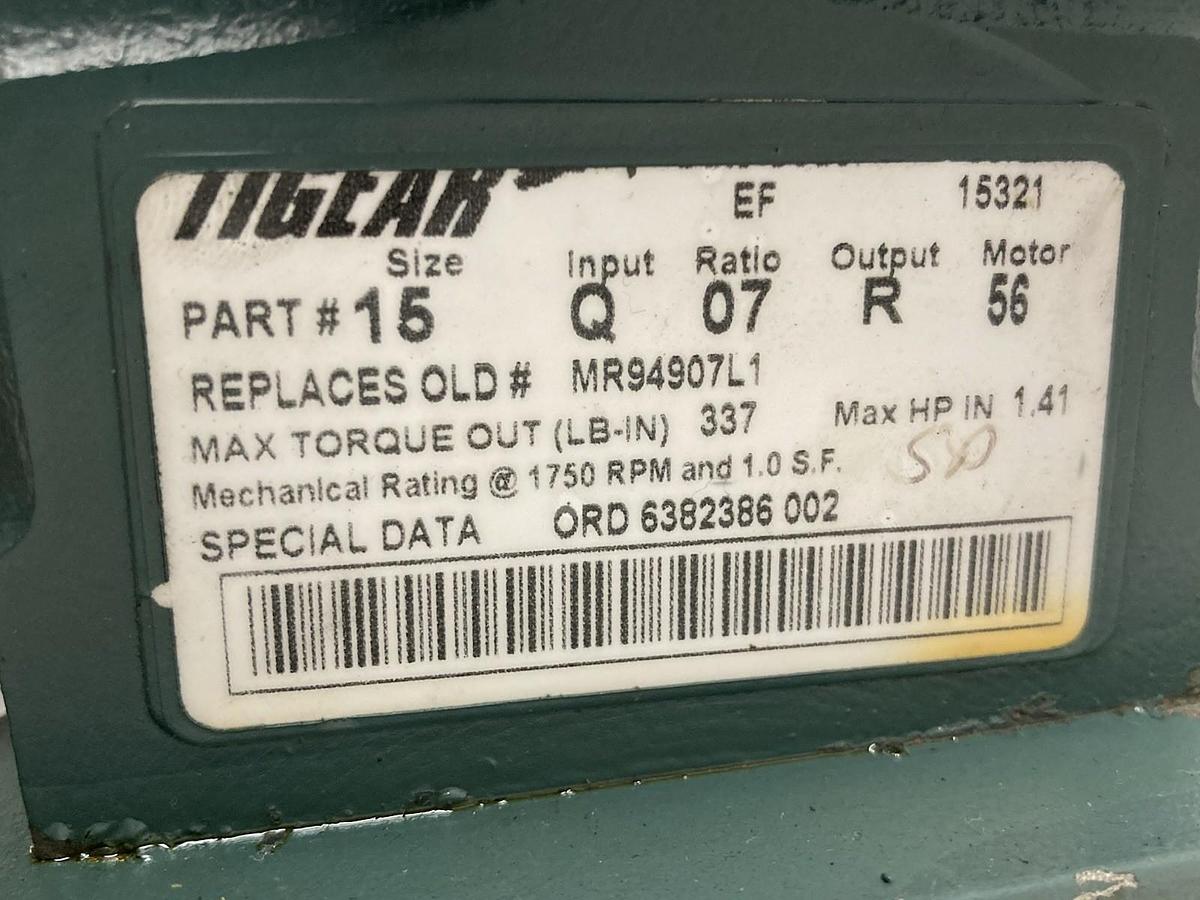 TIGEAR
EF 15321
Size Input Ratio Output Motor
PART # 15 Q 07 R 56
REPLACES OLD # MR94907L1
MAX TORQUE OUT (LB-IN) 337 Max HP IN 1.41
Mechanical Rating @ 1750 RPM and 1.0 S.F.
SPECIAL DATA ORD 6382386 002